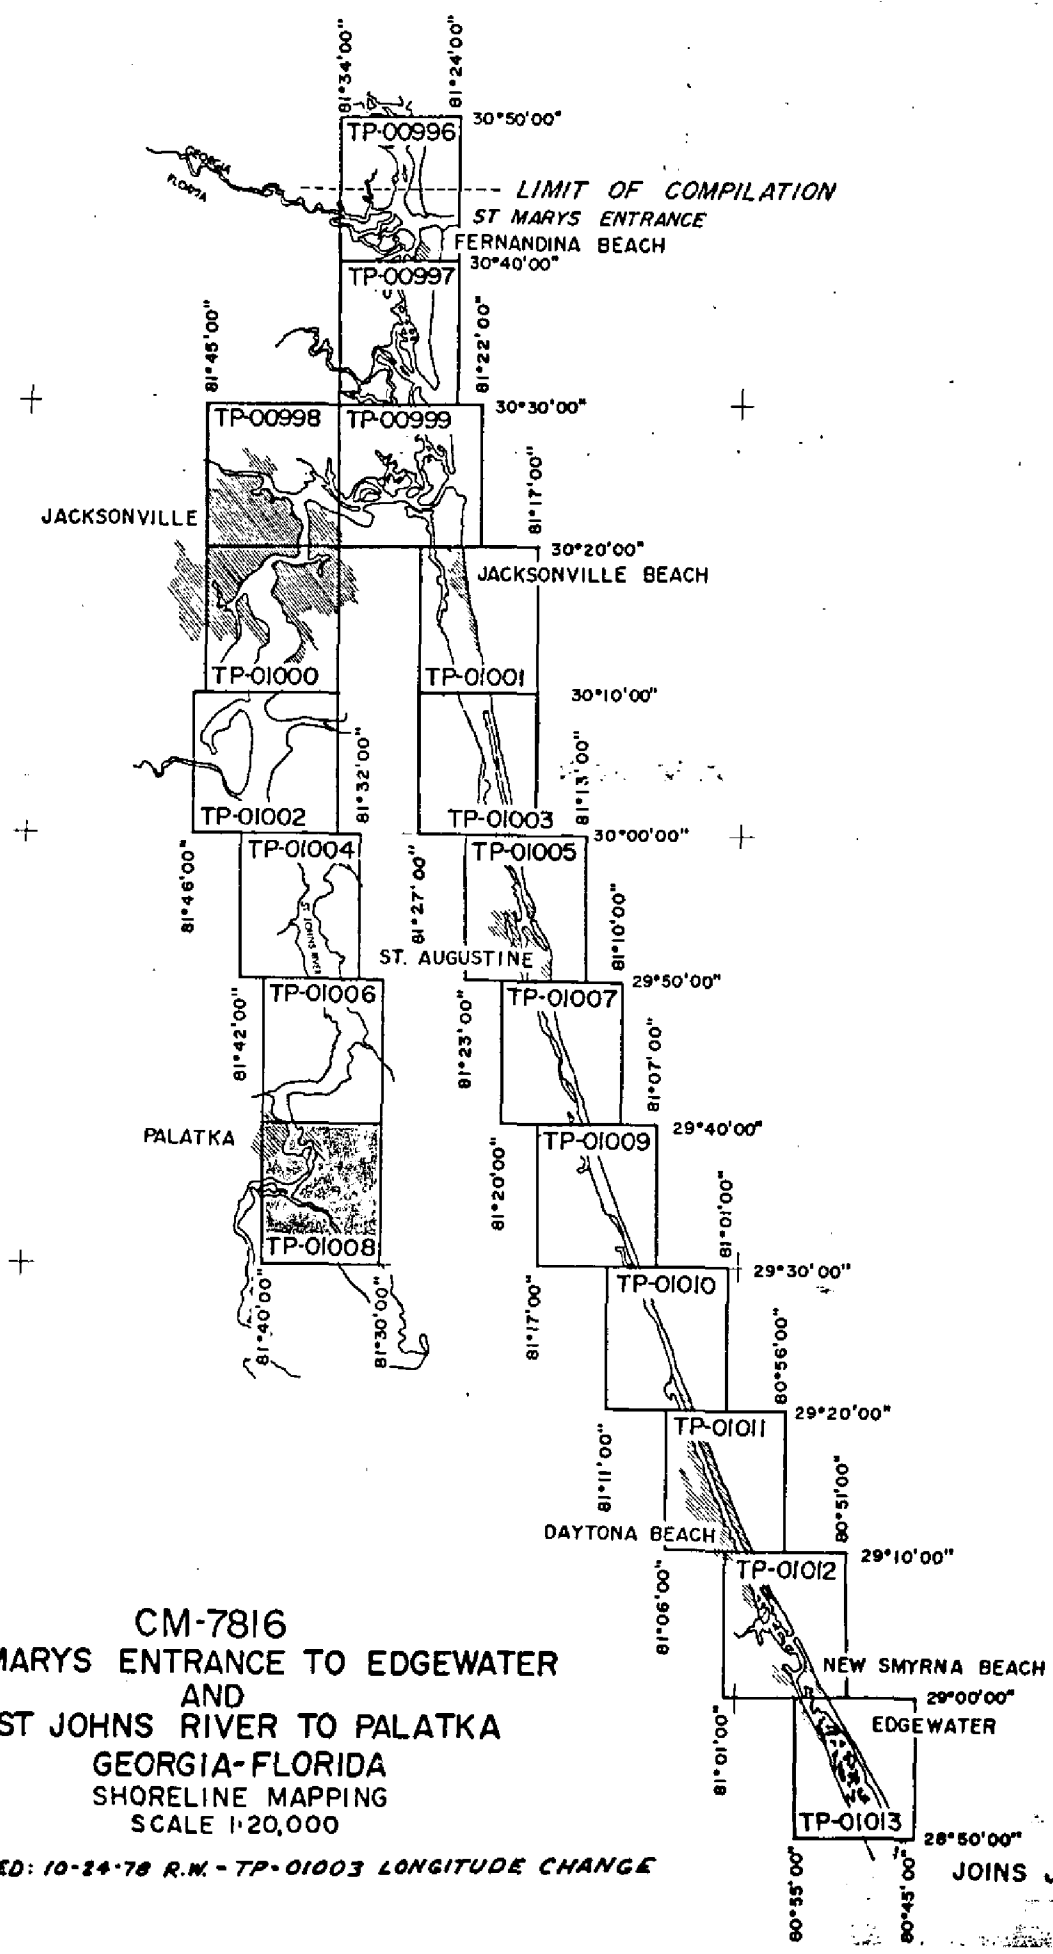 81°34'00"
81°24'00"
30°50'00"
TP-00996
GEORGIA
FLORIDA
LIMIT OF COMPILATION
ST MARYS ENTRANCE
FERNANDINA BEACH
30°40'00"
TP-00997
81°45'00"
81°22'00"
30°30'00"
TP-00998
TP-00999
81°17'00"
JACKSONVILLE
30°20'00"
JACKSONVILLE BEACH
TP-01000
TP-01001
30°10'00"
81°32'00"
81°13'00"
TP-01002
TP-01003
30°00'00"
TP-01004
TP-01005
81°46'00"
81°27'00"
81°10'00"
ST JOHNS RIVER
ST. AUGUSTINE
29°50'00"
TP-01006
TP-01007
81°42'00"
81°23'00"
81°07'00"
PALATKA
29°40'00"
TP-01009
81°20'00"
81°01'00"
TP-01008
29°30'00"
TP-01010
81°40'00"
81°30'00"
81°17'00"
80°56'00"
29°20'00"
TP-01011
81°11'00"
80°51'00"
DAYTONA BEACH
29°10'00"
TP-01012
81°06'00"
CM-7816
MARYS ENTRANCE TO EDGEWATER
AND
ST JOHNS RIVER TO PALATKA
GEORGIA-FLORIDA
SHORELINE MAPPING
SCALE 1:20,000
ED: 10-24-78 R.W. - TP-01003 LONGITUDE CHANGE
NEW SMYRNA BEACH
29°00'00"
EDGEWATER
81°01'00"
TP-01013
28°50'00"
80°55'00"
80°45'00"
JOINS